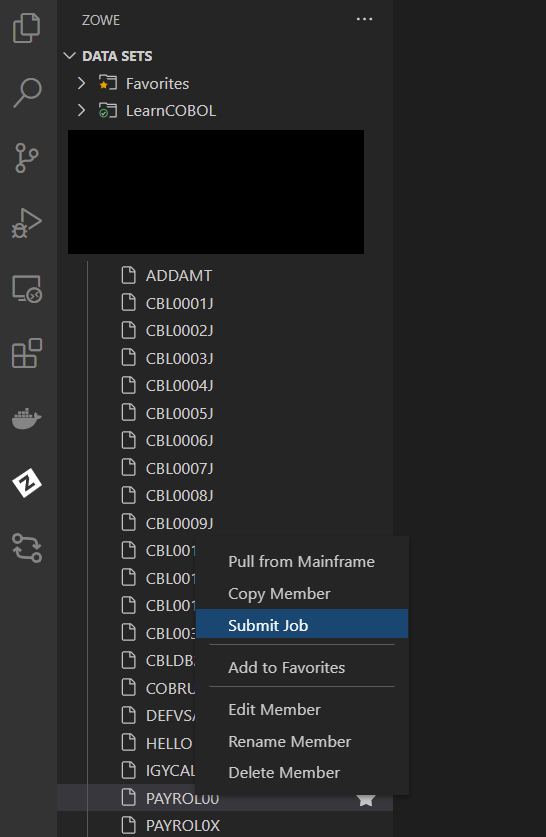 ZOWE
DATA SETS
Favorites
LearnCOBOL
ADDAMT
CBL0001J
CBL0002J
CBL0003J
CBL0004J
CBL0005J
CBL0006J
CBL0007J
CBL0008J
CBL0009J
CBL001
CBL001
CBL001
CBL003
CBLDB
COBRU
DEFVSA
HELLO
IGYCAL
PAYROL00
PAYROL0X
Pull from Mainframe
Copy Member
Submit Job
Add to Favorites
Edit Member
Rename Member
Delete Member